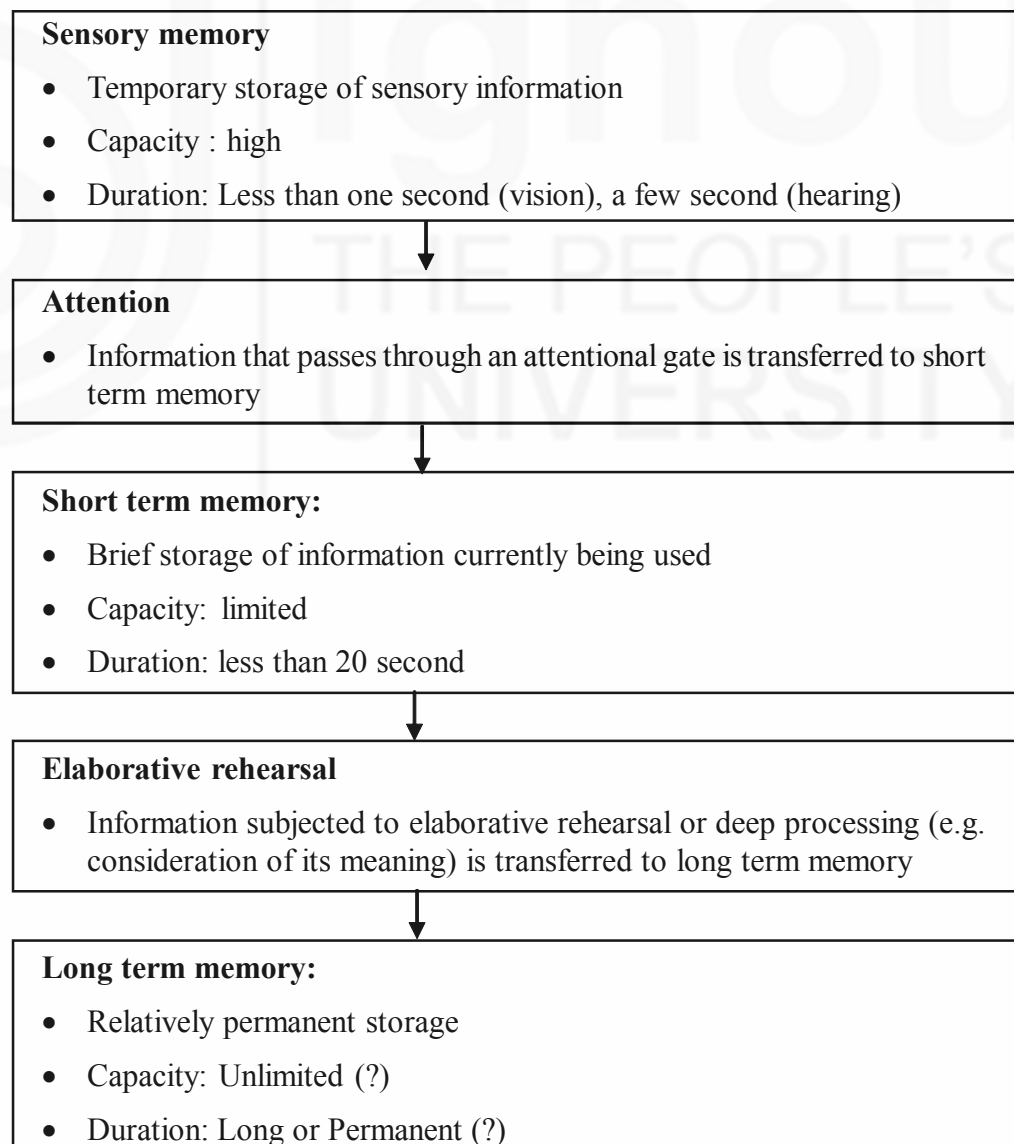 ignou
Sensory memory
• Temporary storage of sensory information
• Capacity : high
• Duration: Less than one second (vision), a few second (hearing)
THE PEOPLE'S
Attention
• Information that passes through an attentional gate is transferred to short
term memory
UNIVERSITY
Short term memory:
• Brief storage of information currently being used
• Capacity: limited
• Duration: less than 20 second
Elaborative rehearsal
• Information subjected to elaborative rehearsal or deep processing (e.g.
consideration of its meaning) is transferred to long term memory
Long term memory:
• Relatively permanent storage
• Capacity: Unlimited (?)
• Duration: Long or Permanent (?)